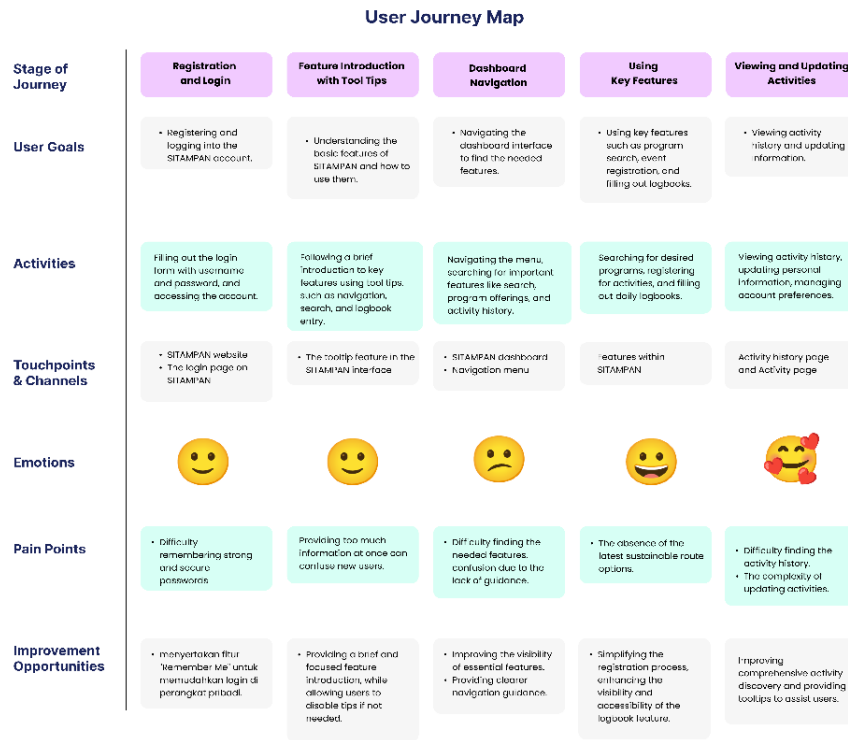 User Journey Map
Stage of
Journey
Registration
and Login
Feature Introduction
with Tool Tips
Dashboard
Navigation
Using
Key Features
Viewing and Updating
Activities
User Goals
• Registering and
logging into the
SITAMPAN account.
• Understanding the
basic features of
SITAMPAN and how to
use them.
• Navigating the
dashboard interface
to find the needed
features.
• Using key features
such as program
search, event
registration, and
filling out logbooks.
• Viewing activity
history and updating
information.
Activities
Filling out the login
form with username
and password, and
accessing the account.
Following a brief
introduction to key
features using tool tips.
such as navigation,
search, and logbook
entry.
Navigating the menu,
searching for important
features like search,
program offerings, and
activity history.
Searching for desired
programs, registering
for activities, and filling
out daily logbooks.
Viewing activity history,
updating personal
information, managing
account preferences.
Touchpoints
& Channels
• SITAMPAN website
• The login page on
SITAMPAN
• The tooltip feature in the
SITAMPAN interface
• SITAMPAN dashboard
• Navigation menu
Features within
SITAMPAN
Activity history page
and Activity page
Emotions
Pain Points
• Difficulty
remembering strong
and secure
passwords
Providing too much
information at once can
confuse new users.
• Difficulty finding the
needed features.
confusion due to the
lack of guidance.
• The absence of the
latest sustainable route
options.
• Difficulty finding the
activity history.
• The complexity of
updating activities.
Improvement
Opportunities
• menyertakan fitur
'Remember Me' untuk
memudahkan login di
perangkat pribadi.
• Providing a brief and
focused feature
introduction, while
allowing users to
disable tips if not
needed.
• Improving the visibility
of essential features.
• Providing clearer
navigation guidance.
• Simplifying the
registration process,
enhancing the
visibility and
accessibility of the
logbook feature.
Improving
comprehensive activity
discovery and providing
tooltips to assist users.